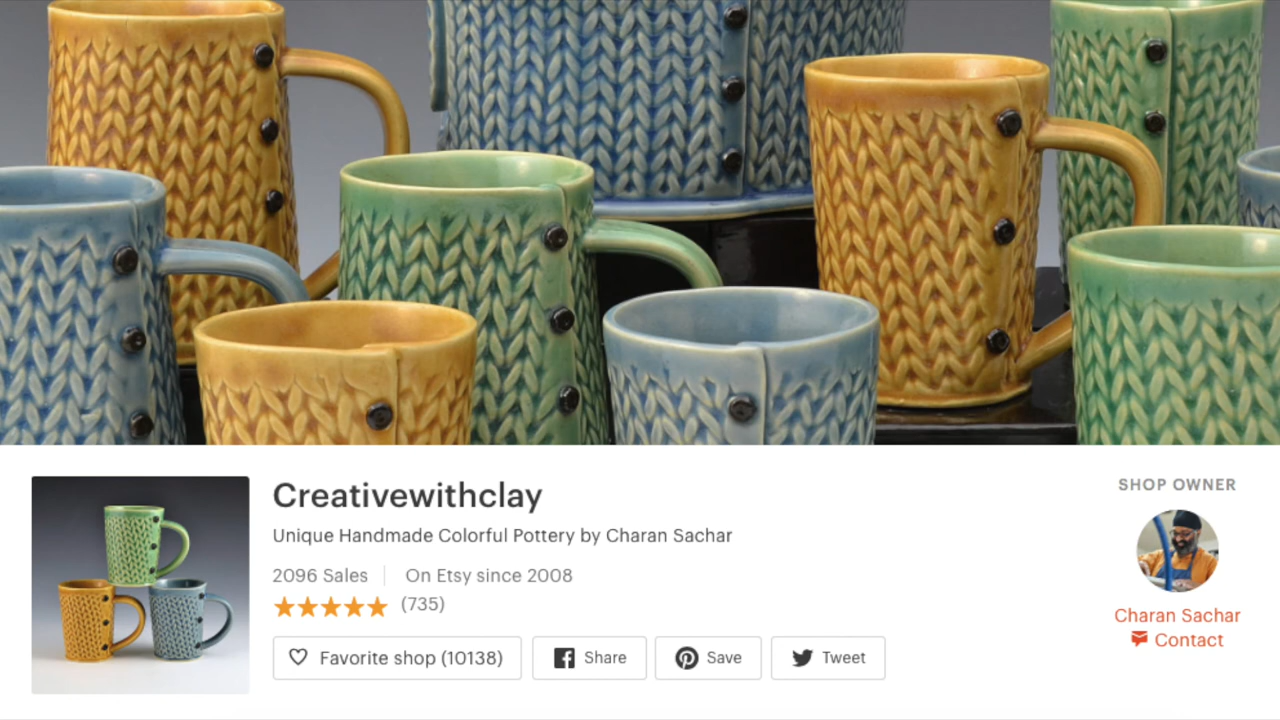 Creativewithclay
Unique Handmade Colorful Pottery by Charan Sachar
2096 Sales
On Etsy since 2008
(735)
Favorite shop (10138)
Share
Save
Tweet
SHOP OWNER
Charan Sachar
Contact